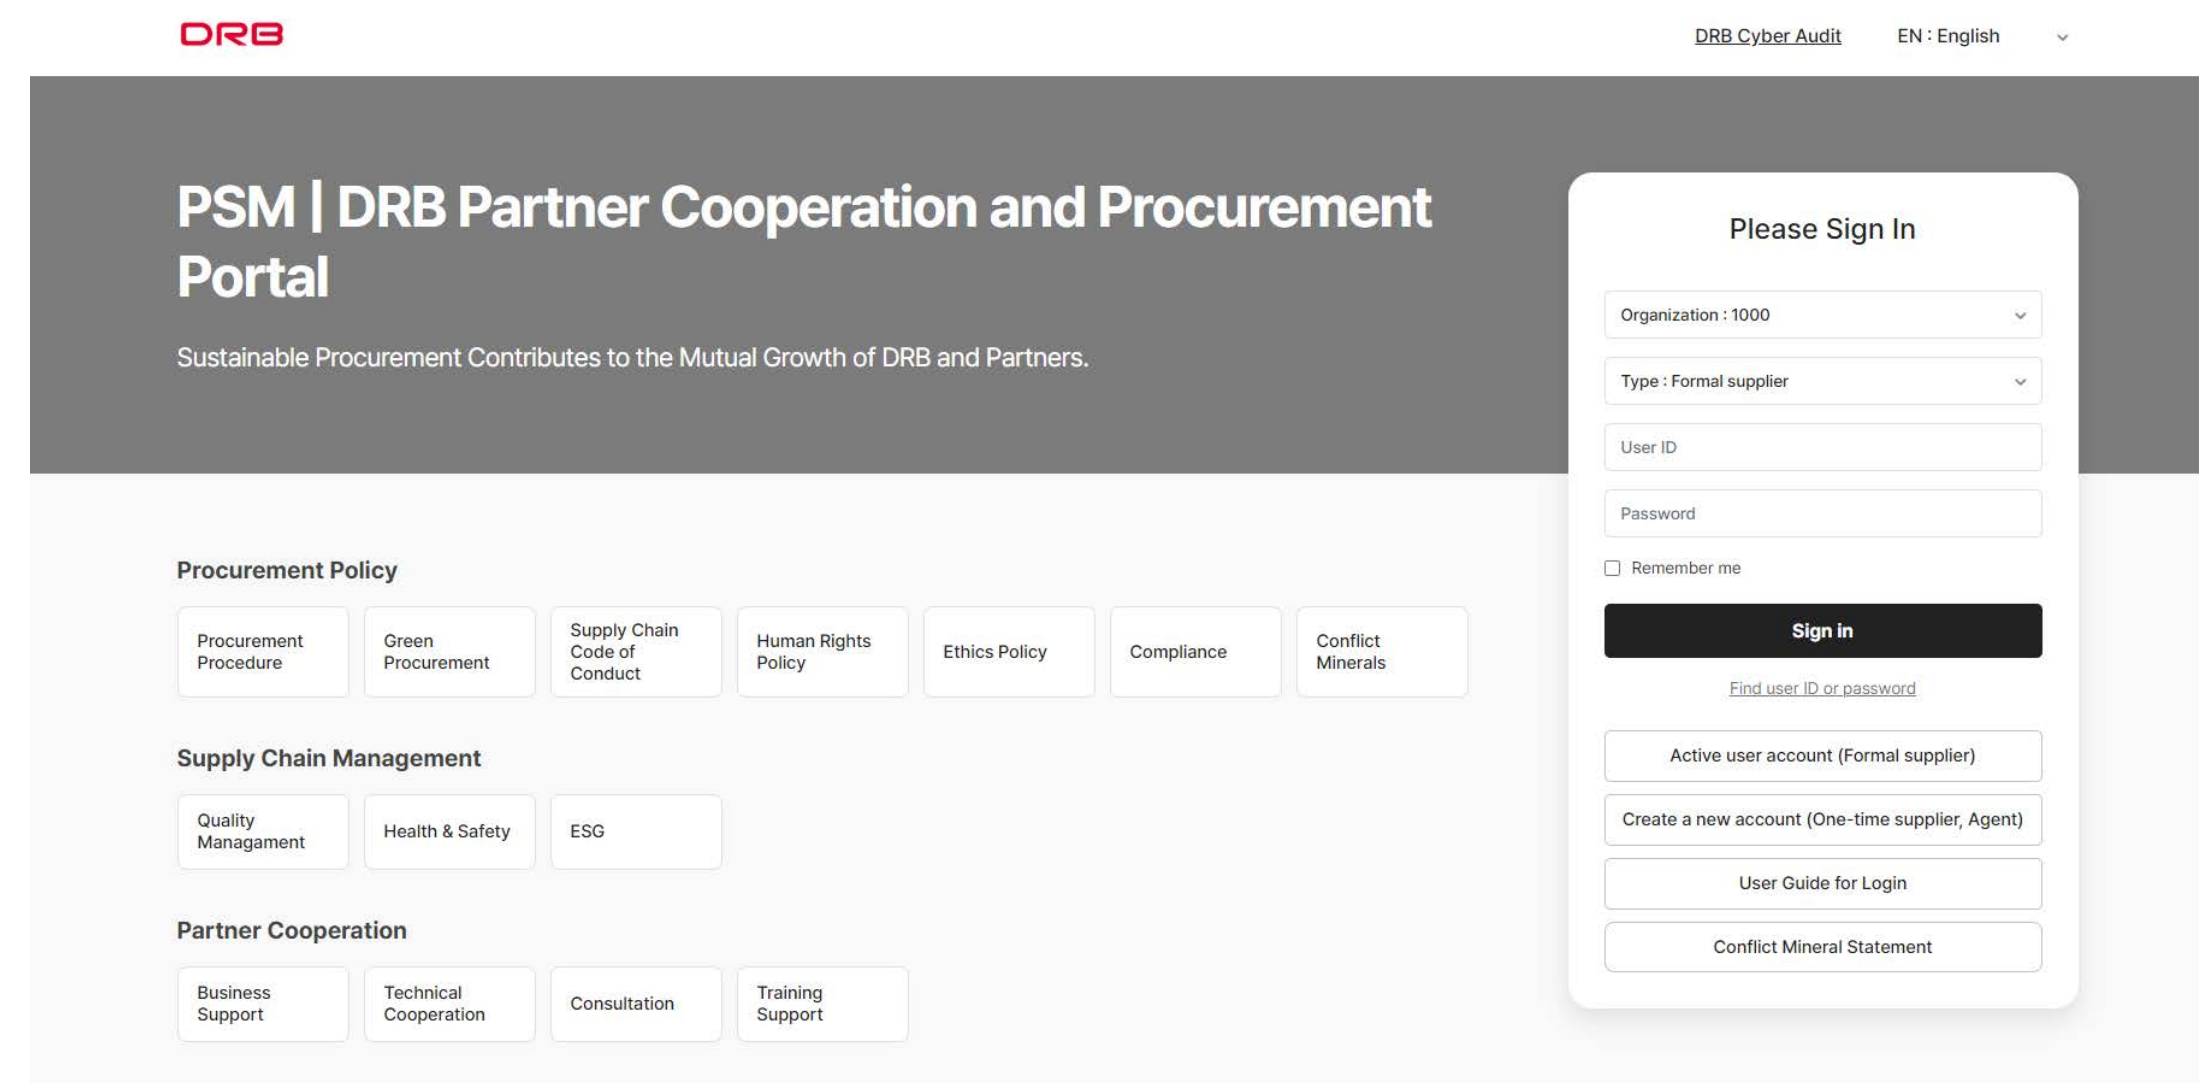 DRB
DRB Cyber Audit
EN : English
PSM | DRB Partner Cooperation and Procurement
Portal
Sustainable Procurement Contributes to the Mutual Growth of DRB and Partners.
Please Sign In
Organization : 1000
Type : Formal supplier
User ID
Password
Remember me
Sign in
Find user ID or password
Active user account (Formal supplier)
Create a new account (One-time supplier, Agent)
User Guide for Login
Conflict Mineral Statement
Procurement Policy
Procurement
Procedure
Green
Procurement
Supply Chain
Code of
Conduct
Human Rights
Policy
Ethics Policy
Compliance
Conflict
Minerals
Supply Chain Management
Quality
Managament
Health & Safety
ESG
Partner Cooperation
Business
Support
Technical
Cooperation
Consultation
Training
Support